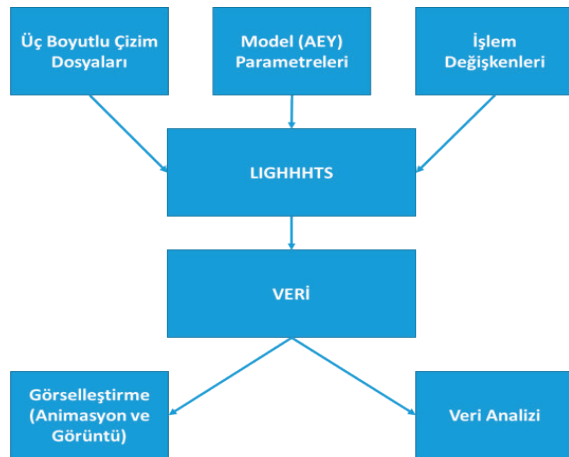 Üç Boyutlu Çizim
Dosyaları
Model (AEY)
Parametreleri
İşlem
Değişkenleri
LIGHHHTS
VERİ
Görselleştirme
(Animasyon ve
Görüntü)
Veri Analizi